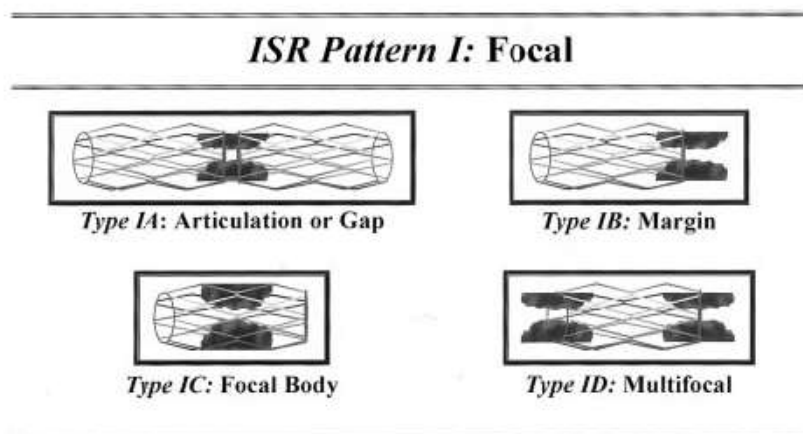 ISR Pattern I: Focal
Type IA: Articulation or Gap
Type IB: Margin
Type IC: Focal Body
Type ID: Multifocal